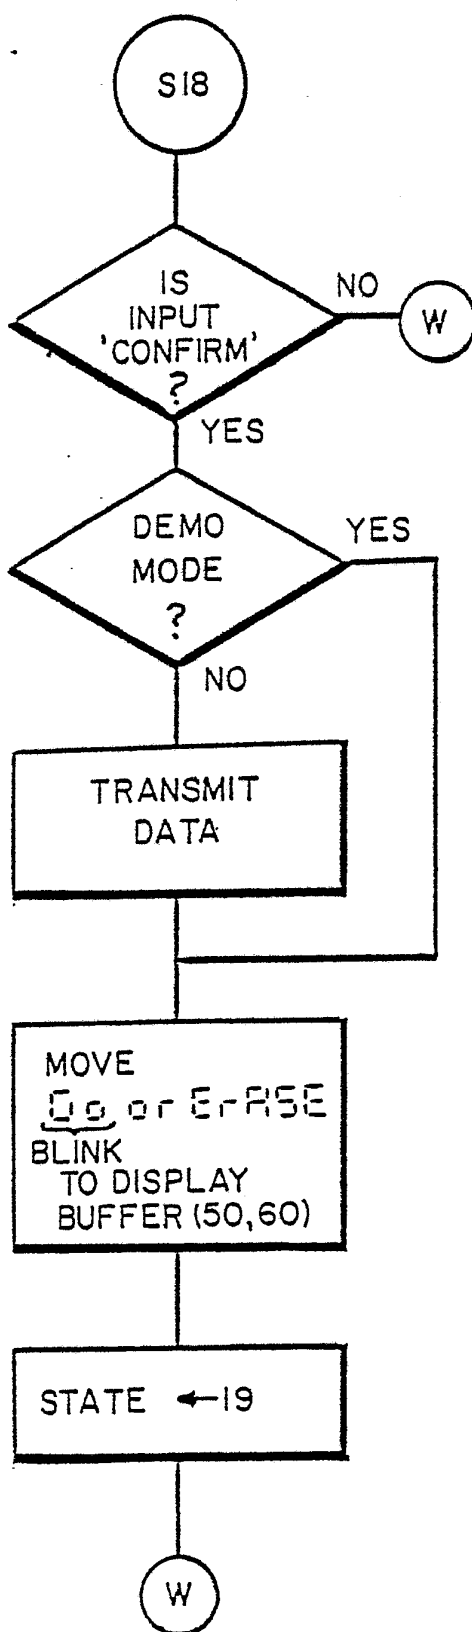 S18
IS
INPUT
'CONFIRM'
?
NO
W
YES
DEMO
MODE
?
YES
NO
TRANSMIT
DATA
MOVE
Go or ErASE
BLINK
TO DISPLAY
BUFFER (50,60)
STATE ←19
W